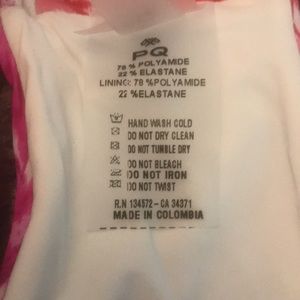 PQ
78 % POLYAMIDE
22 % ELASTANE
LINING: 78 %POLYAMIDE
22 %ELASTANE
HAND WASH COLD
DO NOT DRY CLEAN
DO NOT TUMBLE DRY
DO NOT BLEACH
DO NOT IRON
DO NOT TWIST
R.N 134572 - CA 34371
MADE IN COLOMBIA